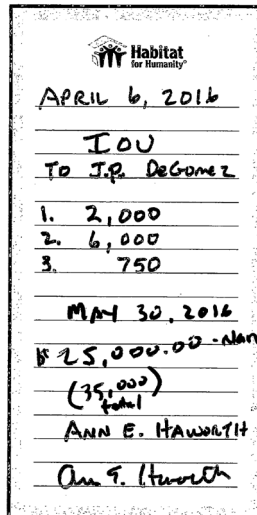 Habitat
for Humanity®
APRIL 6, 2016
IOU
TO J.P. DeGomez
1. 2,000
2. 6,000
3. 750
MAY 30, 2016
25,000.00 -
(35,000)
total
ANN E. HAWORTH
Ann E. Haworth